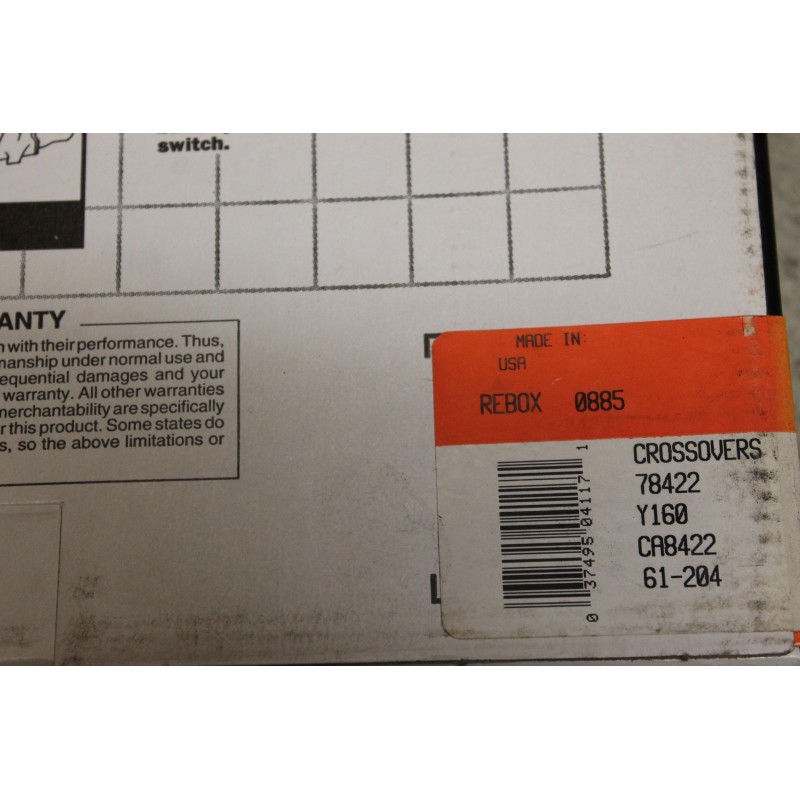 switch.
ANTY
n with their performance. Thus,
manship under normal use and
equential damages and your
warranty. All other warranties
merchantability are specifically
r this product. Some states do
s, so the above limitations or
MADE IN:
USA
REBOX 0885
CROSSOVERS
78422
Y160
CA8422
61-204
0 37495 04117 1